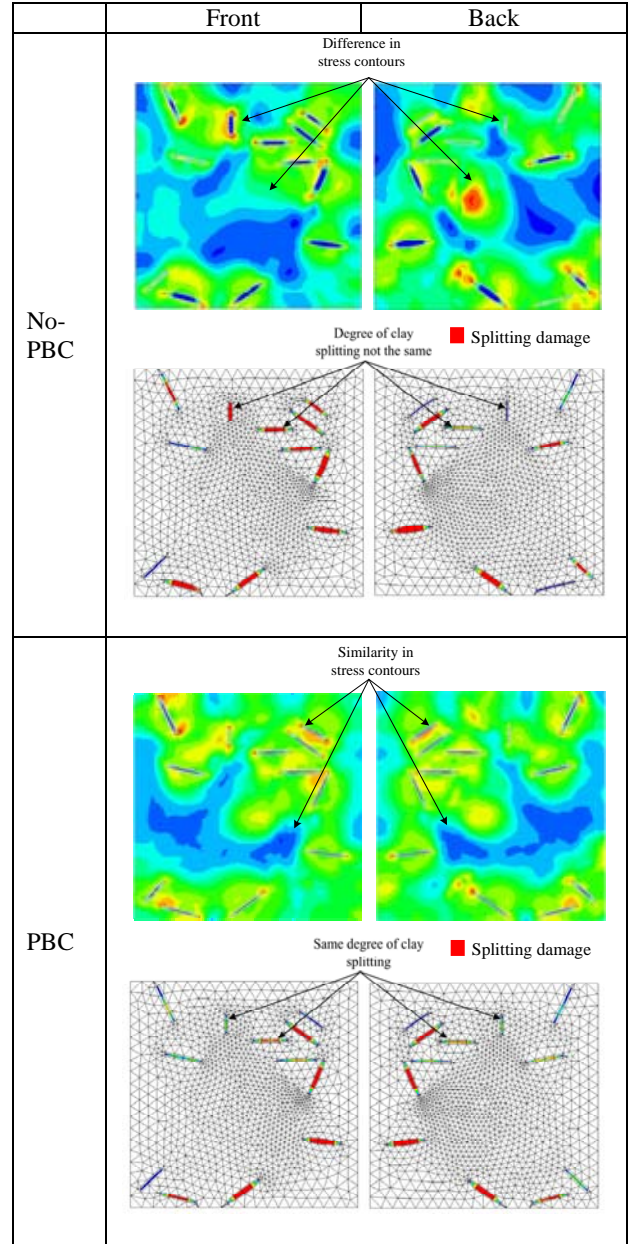 Front Back
Difference in
stress contours
No-
PBC
Degree of clay
splitting not the same
Splitting damage
Similarity in
stress contours
PBC
Same degree of clay
splitting
Splitting damage